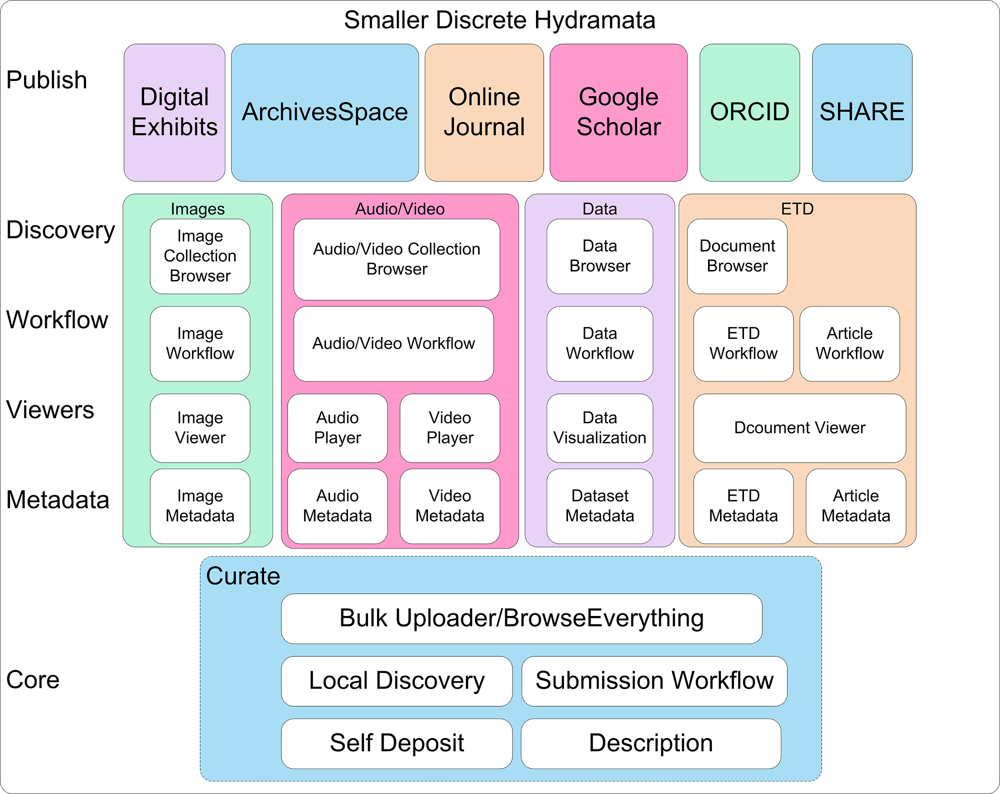 Smaller Discrete Hydramata
Publish
Digital
Exhibits
ArchivesSpace
Online
Journal
Google
Scholar
ORCID
SHARE
Images
Audio/Video
Data
ETD
Discovery
Image
Collection
Browser
Audio/Video Collection
Browser
Data
Browser
Document
Browser
Workflow
Image
Workflow
Audio/Video Workflow
Data
Workflow
ETD
Workflow
Article
Workflow
Viewers
Image
Viewer
Audio
Player
Video
Player
Data
Visualization
Dcoument Viewer
Metadata
Image
Metadata
Audio
Metadata
Video
Metadata
Dataset
Metadata
ETD
Metadata
Article
Metadata
Core
Curate
Bulk Uploader/BrowseEverything
Local Discovery
Submission Workflow
Self Deposit
Description